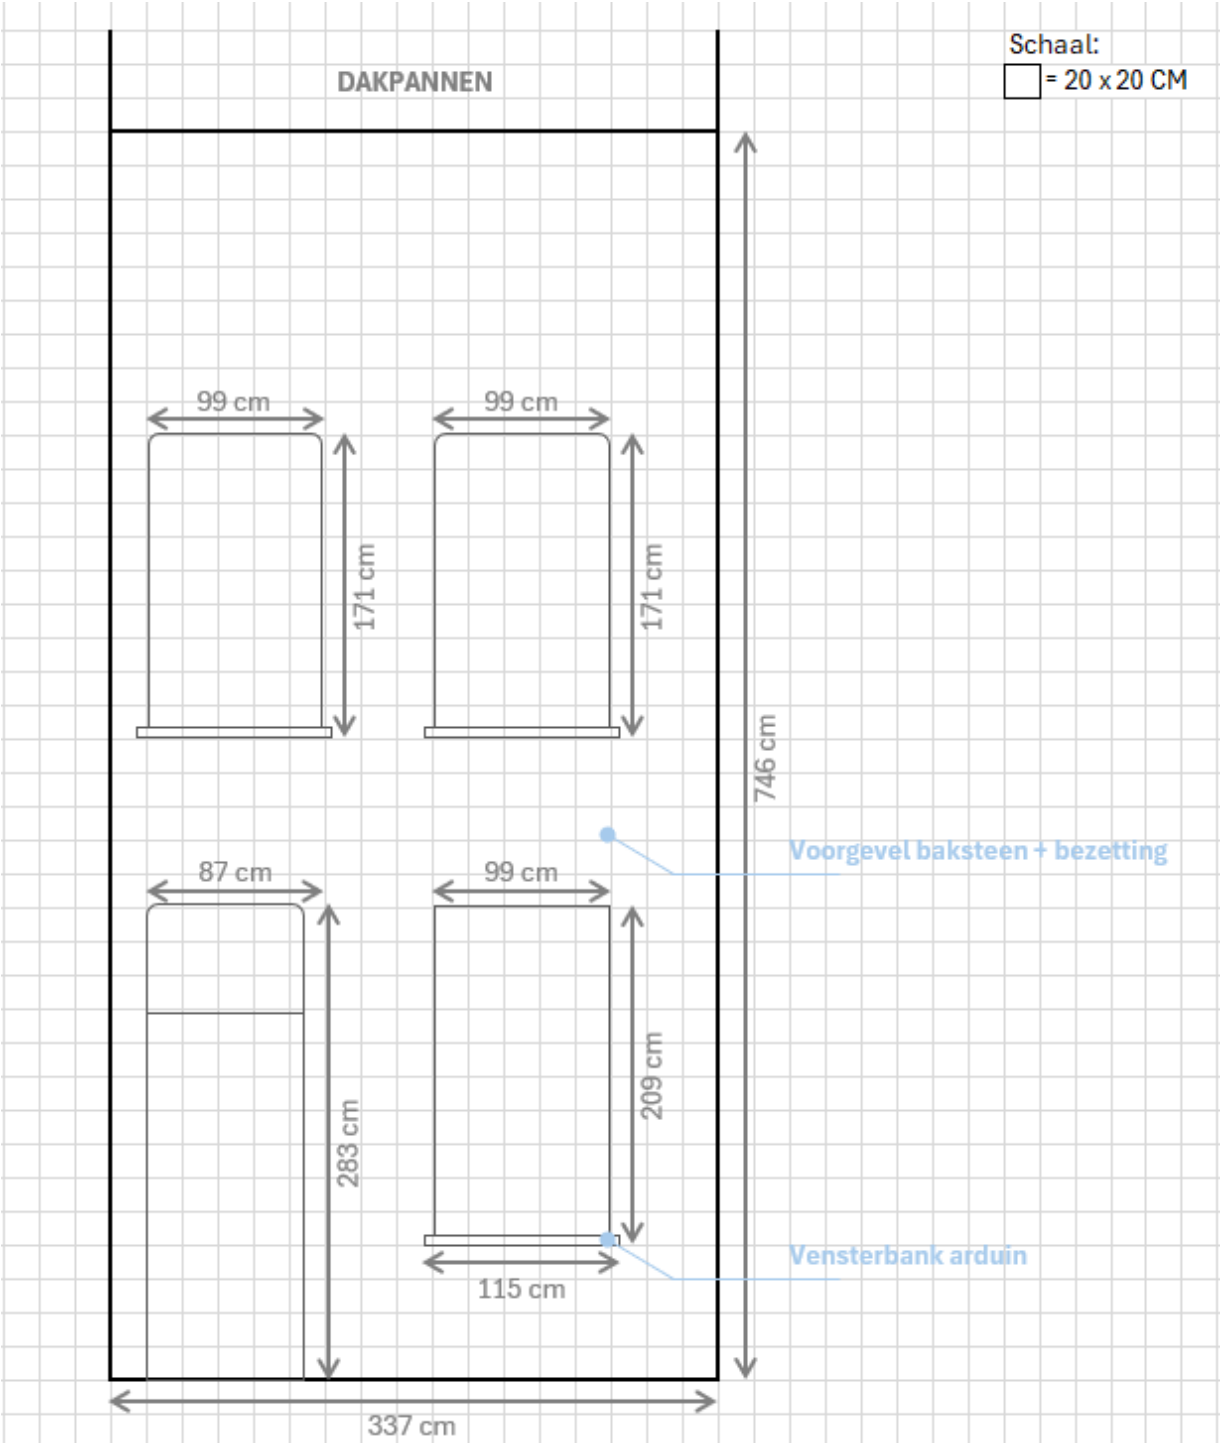 Schaal:
= 20 x 20 CM
DAKPANNEN
99 cm
99 cm
171 cm
171 cm
746 cm
Voorgevel baksteen + bezetting
87 cm
99 cm
209 cm
283 cm
Vensterbank arduin
115 cm
337 cm